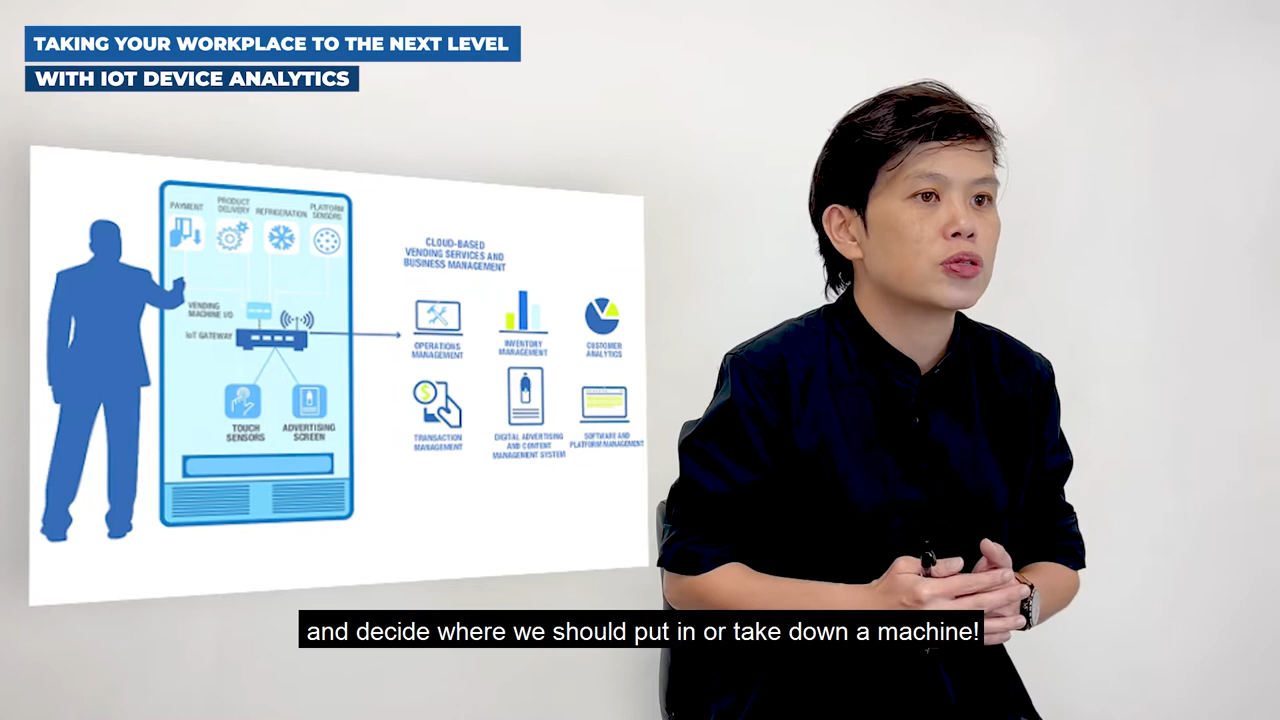 TAKING YOUR WORKPLACE TO THE NEXT LEVEL
WITH IOT DEVICE ANALYTICS
PAYMENT
PRODUCT
DELIVERY
REFRIGERATION
PLATFORM
SENSORS
VENDING
MACHINE I/O
IoT GATEWAY
TOUCH
SENSORS
ADVERTISING
SCREEN
CLOUD-BASED
VENDING SERVICES AND
BUSINESS MANAGEMENT
OPERATIONS
MANAGEMENT
INVENTORY
MANAGEMENT
CUSTOMER
ANALYTICS
TRANSACTION
MANAGEMENT
DIGITAL ADVERTISING
AND CONTENT
MANAGEMENT SYSTEM
SOFTWARE AND
PLATFORM MANAGEMENT
and decide where we should put in or take down a machine!